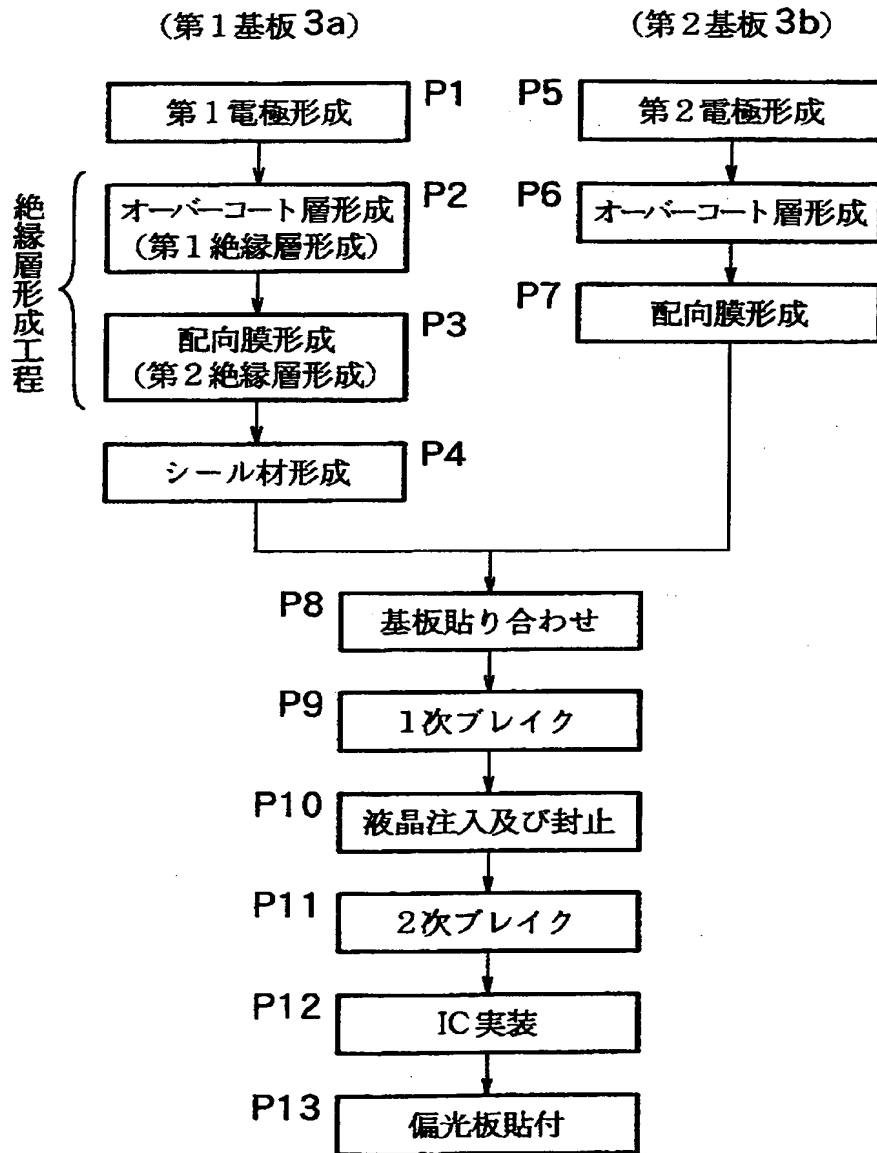 (第1基板3a)
(第2基板3b)
P1
第1電極形成
P5
第2電極形成
絶縁層形成工程
P2
オーバーコート層形成
(第1絶縁層形成)
P6
オーバーコート層形成
P3
配向膜形成
(第2絶縁層形成)
P7
配向膜形成
P4
シール材形成
P8
基板貼り合わせ
P9
1次ブレイク
P10
液晶注入及び封止
P11
2次ブレイク
P12
IC実装
P13
偏光板貼付